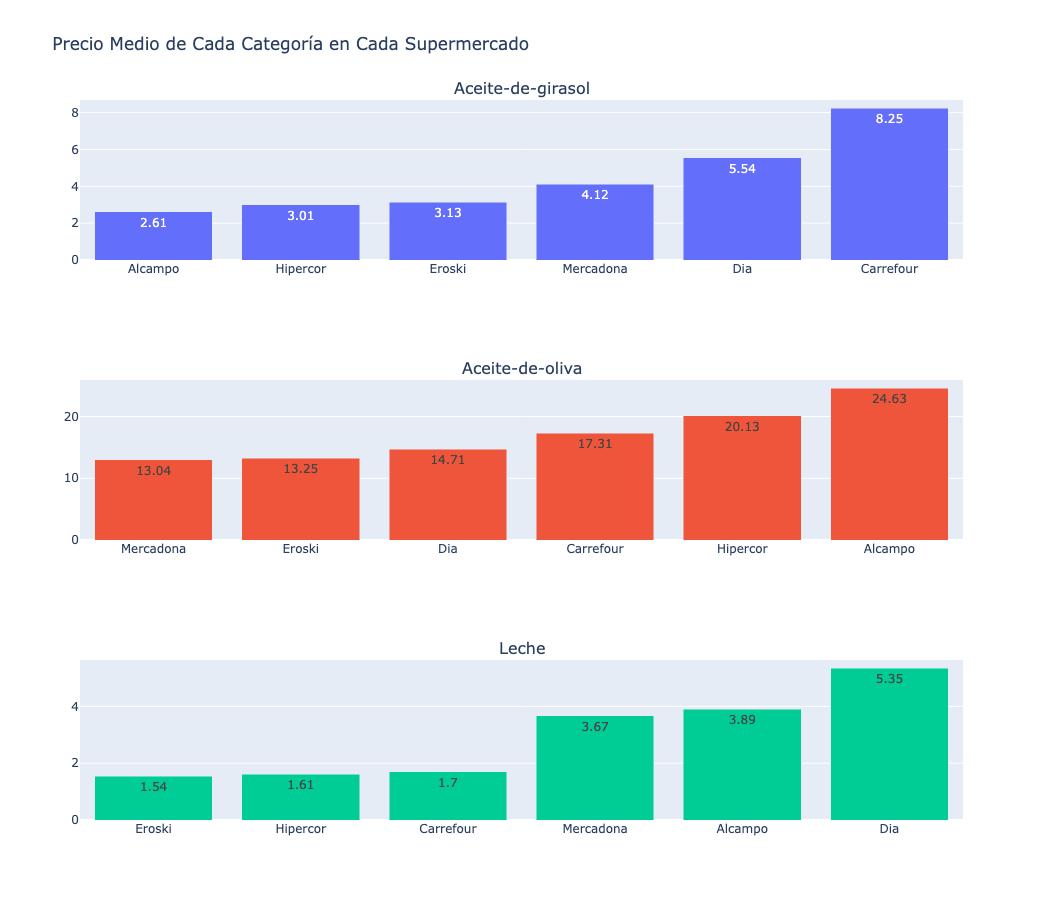 Precio Medio de Cada Categoría en Cada Supermercado
Aceite-de-girasol
8
6
4
2
0
2.61
3.01
3.13
4.12
5.54
8.25
Alcampo
Hipercor
Eroski
Mercadona
Dia
Carrefour
Aceite-de-oliva
20
10
0
13.04
13.25
14.71
17.31
20.13
24.63
Mercadona
Eroski
Dia
Carrefour
Hipercor
Alcampo
Leche
4
2
0
1.54
1.61
1.7
3.67
3.89
5.35
Eroski
Hipercor
Carrefour
Mercadona
Alcampo
Dia